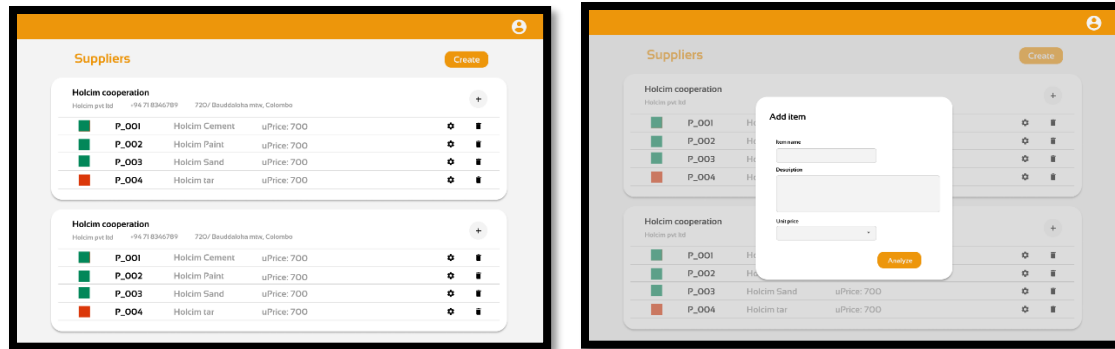 Suppliers
Create
Holcim cooperation
Holcim pvt ltd +94 71 8346789 720/ Bauddaloka mtw, Colombo
+
P_001 Holcim Cement uPrice: 700
P_002 Holcim Paint uPrice: 700
P_003 Holcim Sand uPrice: 700
P_004 Holcim tar uPrice: 700
Holcim cooperation
Holcim pvt ltd +94 71 8346789 720/ Bauddaloka mtw, Colombo
+
P_001 Holcim Cement uPrice: 700
P_002 Holcim Paint uPrice: 700
P_003 Holcim Sand uPrice: 700
P_004 Holcim tar uPrice: 700
Suppliers
Create
Holcim cooperation
Holcim pvt ltd
+
P_001 H
P_002 H
P_003 H
P_004 H
Add item
Item name
Description
Unit price
Analyze
Holcim cooperation
Holcim pvt ltd
+
P_001 H
P_002 H
P_003 Holcim Sand uPrice: 700
P_004 Holcim tar uPrice: 700